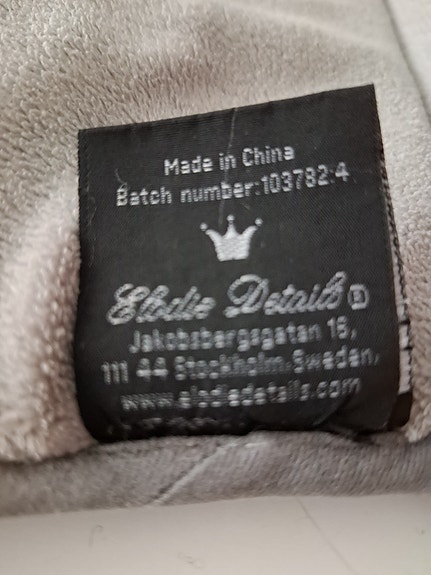 Made in China
Batch number:103782:4
Elodie Details®
Jakobsbergsgatan 16,
111 44 Stockholm.Sweden,
www.elodiedetails.com